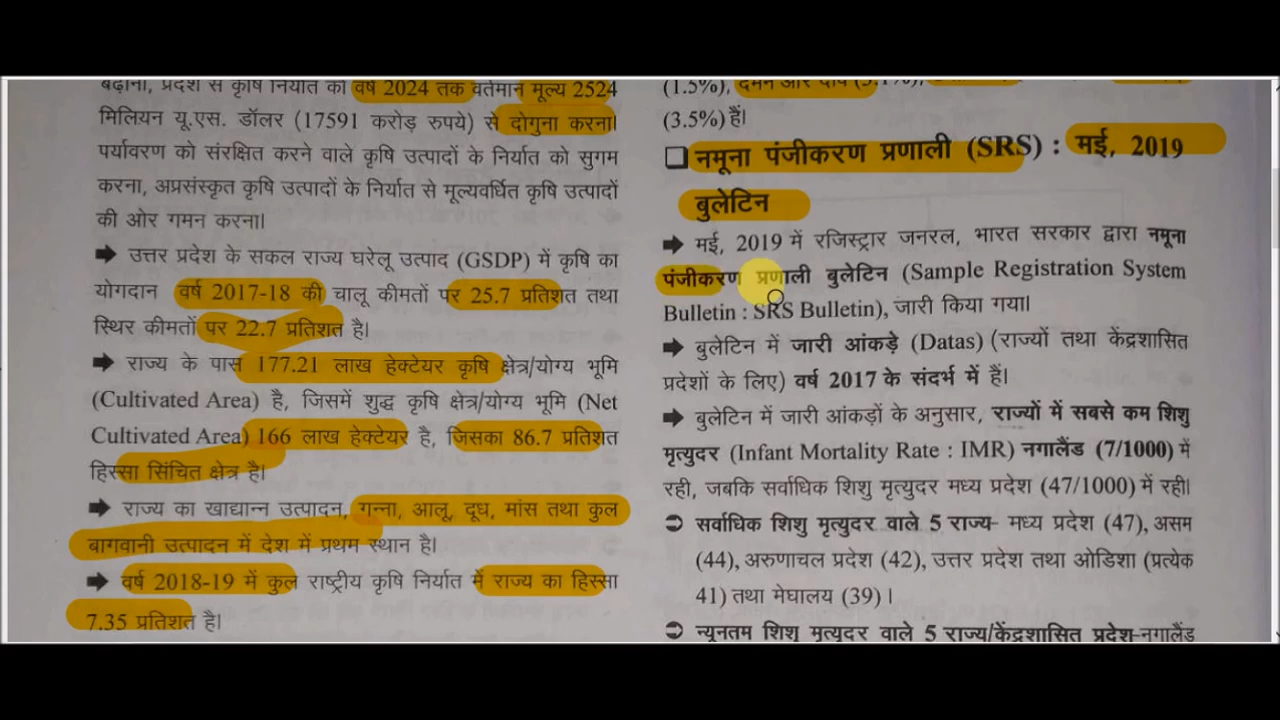 बढ़ाना, प्रदेश से कृषि निर्यात को वर्ष 2024 तक वर्तमान मूल्य 2524
मिलियन यू.एस. डॉलर (17591 करोड़ रुपये) से दोगुना करना।
पर्यावरण को संरक्षित करने वाले कृषि उत्पादों के निर्यात को सुगम
करना, अप्रसंस्कृत कृषि उत्पादों के निर्यात से मूल्यवर्धित कृषि उत्पादों
की ओर गमन करना।
➡ उत्तर प्रदेश के सकल राज्य घरेलू उत्पाद (GSDP) में कृषि का
योगदान वर्ष 2017-18 की चालू कीमतों पर 25.7 प्रतिशत तथा
स्थिर कीमतों पर 22.7 प्रतिशत है।
➡ राज्य के पास 177.21 लाख हेक्टेयर कृषि क्षेत्र/योग्य भूमि
(Cultivated Area) है, जिसमें शुद्ध कृषि क्षेत्र/योग्य भूमि (Net
Cultivated Area) 166 लाख हेक्टेयर है, जिसका 86.7 प्रतिशत
हिस्सा सिंचित क्षेत्र है।
➡ राज्य का खाद्यान्न उत्पादन, गन्ना, आलू, दूध, मांस तथा कुल
बागवानी उत्पादन में देश में प्रथम स्थान है।
➡ वर्ष 2018-19 में कुल राष्ट्रीय कृषि निर्यात में राज्य का हिस्सा
7.35 प्रतिशत है।
(1.5%), दमन और दीव
(3.5%) हैं।
❑ नमूना पंजीकरण प्रणाली (SRS) : मई, 2019
बुलेटिन
➡ मई, 2019 में रजिस्ट्रार जनरल, भारत सरकार द्वारा नमूना
पंजीकरण प्रणाली बुलेटिन (Sample Registration System
Bulletin : SRS Bulletin), जारी किया गया।
➡ बुलेटिन में जारी आंकड़े (Datas) (राज्यों तथा केंद्रशासित
प्रदेशों के लिए) वर्ष 2017 के संदर्भ में हैं।
➡ बुलेटिन में जारी आंकड़ों के अनुसार, राज्यों में सबसे कम शिशु
मृत्युदर (Infant Mortality Rate : IMR) नगालैंड (7/1000) में
रही, जबकि सर्वाधिक शिशु मृत्युदर मध्य प्रदेश (47/1000) में रही।
➲ सर्वाधिक शिशु मृत्युदर वाले 5 राज्य- मध्य प्रदेश (47), असम
(44), अरुणाचल प्रदेश (42), उत्तर प्रदेश तथा ओडिशा (प्रत्येक
41) तथा मेघालय (39) ।
➲ न्यूनतम शिशु मृत्युदर वाले 5 राज्य/केंद्रशासित प्रदेश-नगालैंड